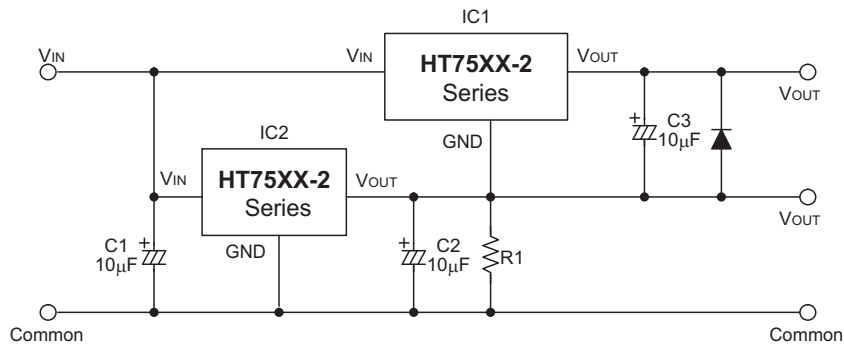 IC1
VIN
VIN
HT75XX-2
Series
VOUT
VOUT
GND
C3
10μF
IC2
VIN
HT75XX-2
Series
VOUT
VOUT
GND
C1
10μF
C2
10μF
R1
Common
Common